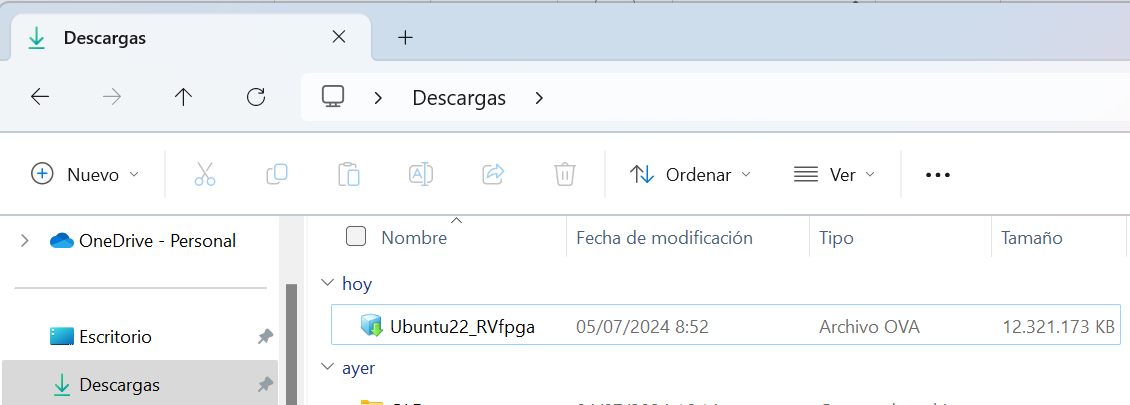 Descargas
Descargas
Nuevo Ordenar Ver
OneDrive - Personal
Nombre Fecha de modificación Tipo Tamaño
hoy
Ubuntu22_RVfpga 05/07/2024 8:52 Archivo OVA 12.321.173 KB
Escritorio
ayer
Descargas